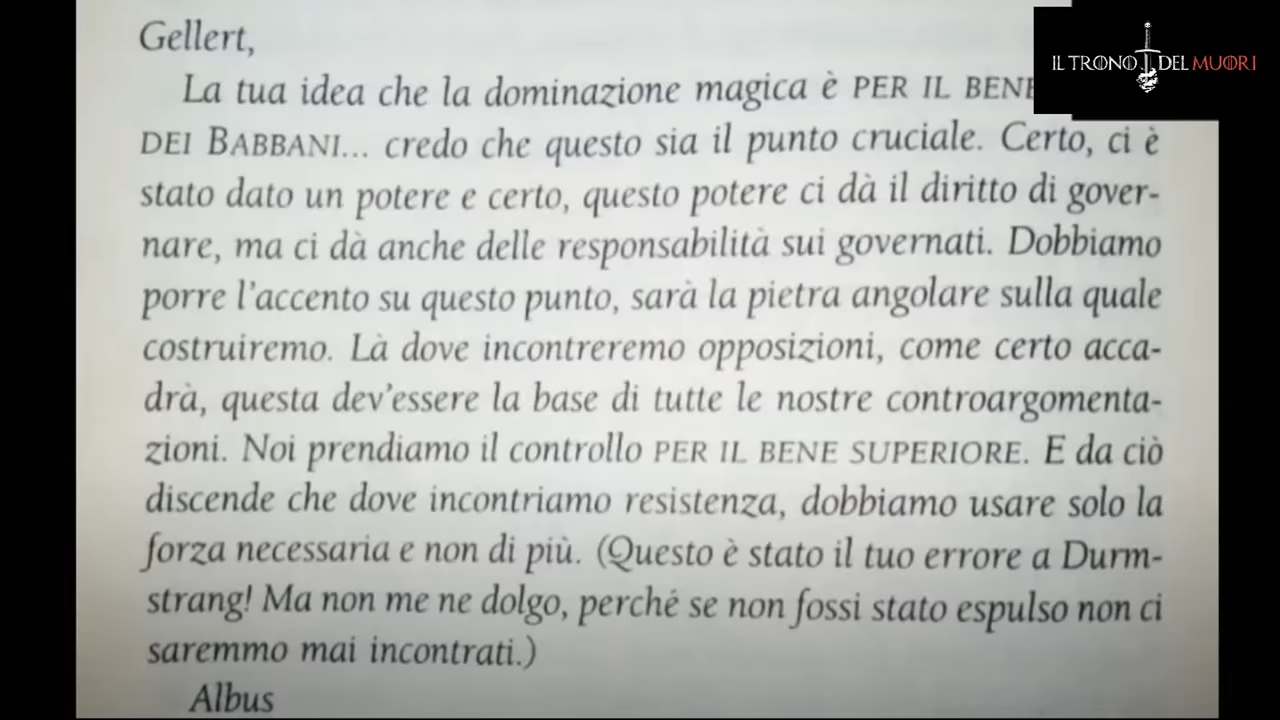 Gellert,
La tua idea che la dominazione magica è PER IL BENE
DEI BABBANI... credo che questo sia il punto cruciale. Certo, ci è
stato dato un potere e certo, questo potere ci dà il diritto di gover-
nare, ma ci dà anche delle responsabilità sui governati. Dobbiamo
porre l'accento su questo punto, sarà la pietra angolare sulla quale
costruiremo. Là dove incontreremo opposizioni, come certo acca-
drà, questa dev'essere la base di tutte le nostre controargomenta-
zioni. Noi prendiamo il controllo PER IL BENE SUPERIORE. E da ciò
discende che dove incontriamo resistenza, dobbiamo usare solo la
forza necessaria e non di più. (Questo è stato il tuo errore a Durm-
strang! Ma non me ne dolgo, perché se non fossi stato espulso non ci
saremmo mai incontrati.)
Albus
IL TRONO DEL MUORI